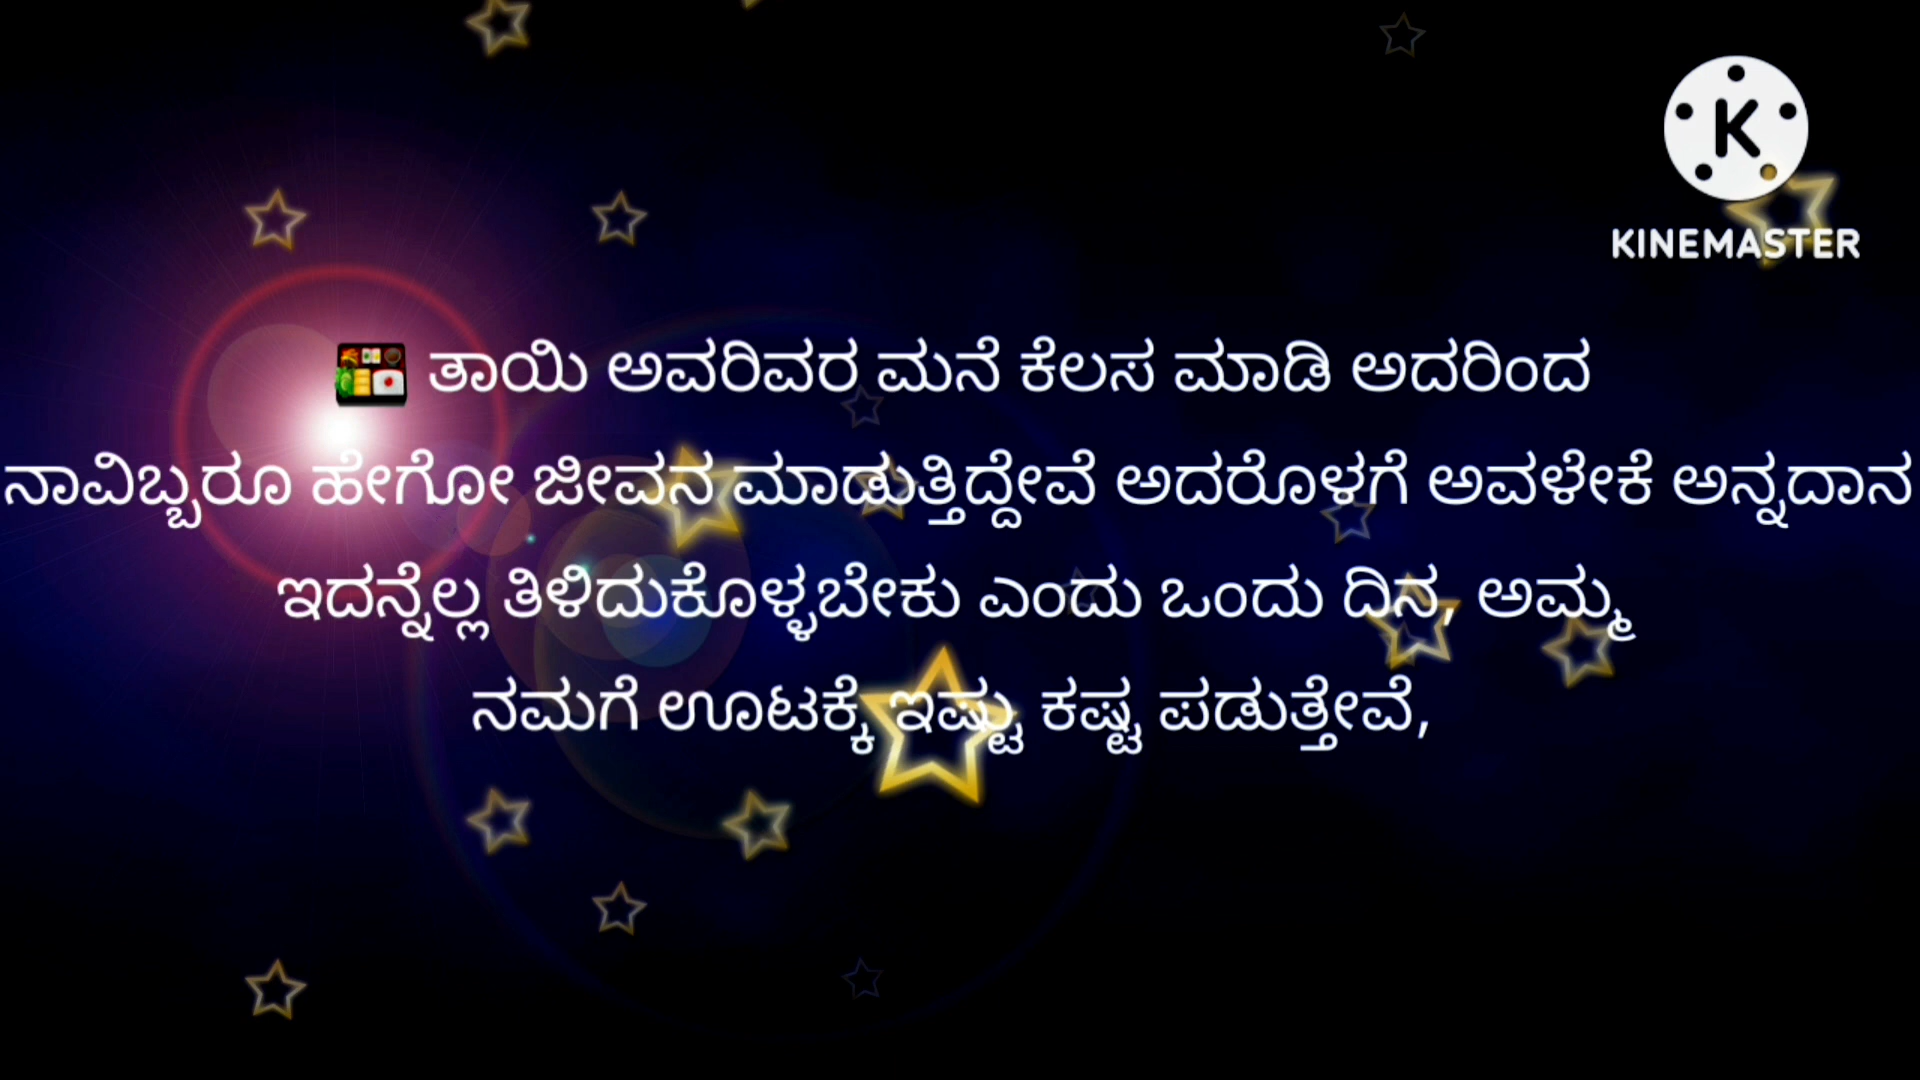 KINEMASTER
🍱 ತಾಯಿ ಅವರಿವರ ಮನೆ ಕೆಲಸ ಮಾಡಿ ಅದರಿಂದ
ನಾವಿಬ್ಬರೂ ಹೇಗೋ ಜೀವನ ಮಾಡುತ್ತಿದ್ದೇವೆ ಅದರೊಳಗೆ ಅವಳೇಕೆ ಅನ್ನದಾನ
ಇದನ್ನೆಲ್ಲ ತಿಳಿದುಕೊಳ್ಳಬೇಕು ಎಂದು ಒಂದು ದಿನ, ಅಮ್ಮ
ನಮಗೆ ಊಟಕ್ಕೆ ಇಷ್ಟು ಕಷ್ಟ ಪಡುತ್ತೇವೆ,